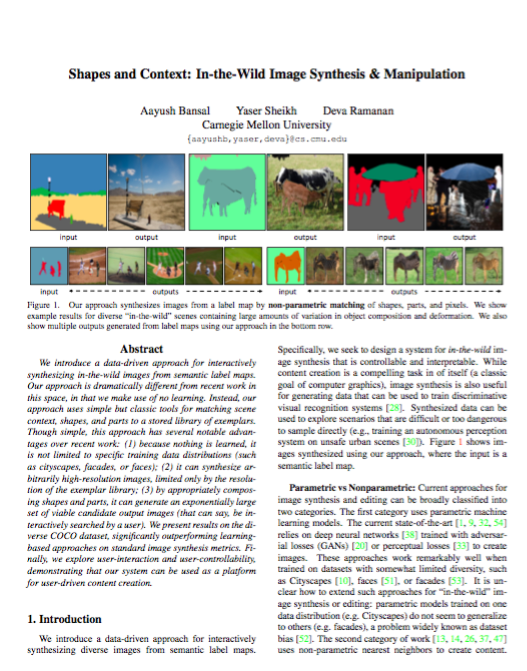 Shapes and Context: In-the-Wild Image Synthesis & Manipulation
Aayush Bansal Yaser Sheikh Deva Ramanan
Carnegie Mellon University
{aayushb,yaser,deva}@cs.cmu.edu
input output input output input output
input outputs input outputs
Figure 1. Our approach synthesizes images from a label map by non-parametric matching of shapes, parts, and pixels. We show
example results for diverse “in-the-wild” scenes containing large amounts of variation in object composition and deformation. We also
show multiple outputs generated from label maps using our approach in the bottom row.
Abstract
We introduce a data-driven approach for interactively
synthesizing in-the-wild images from semantic label maps.
Our approach is dramatically different from recent work in
this space, in that we make use of no learning. Instead, our
approach uses simple but classic tools for matching scene
context, shapes, and parts to a stored library of exemplars.
Though simple, this approach has several notable advan-
tages over recent work: (1) because nothing is learned, it
is not limited to specific training data distributions (such
as cityscapes, facades, or faces); (2) it can synthesize ar-
bitrarily high-resolution images, limited only by the reso-
lution of the exemplar library; (3) by appropriately compos-
ing shapes and parts, it can generate an exponentially large
set of viable candidate output images (that can say, be in-
teractively searched by a user). We present results on the di-
verse COCO dataset, significantly outperforming learning-
based approaches on standard image synthesis metrics. Fi-
nally, we explore user-interaction and user-controllability,
demonstrating that our system can be used as a platform
for user-driven content creation.
1. Introduction
We introduce a data-driven approach for interactively
synthesizing diverse images from semantic label maps.
Specifically, we seek to design a system for in-the-wild im-
age synthesis that is controllable and interpretable. While
content creation is a compelling task in of itself (a classic
goal of computer graphics), image synthesis is also useful
for generating data that can be used to train discriminative
visual recognition systems [28]. Synthesized data can be
used to explore scenarios that are difficult or too dangerous
to sample directly (e.g., training an autonomous perception
system on unsafe urban scenes [30]). Figure 1 shows im-
ages synthesized using our approach, where the input is a
semantic label map.
Parametric vs Nonparametric: Current approaches for
image synthesis and editing can be broadly classified into
two categories. The first category uses parametric machine
learning models. The current state-of-the-art [1, 9, 32, 54]
relies on deep neural networks [38] trained with adversar-
ial losses (GANs) [20] or perceptual losses [33] to create
images. These approaches work remarkably well when
trained on datasets with somewhat limited diversity, such
as Cityscapes [10], faces [51], or facades [53]. It is un-
clear how to extend such approaches for “in-the-wild” im-
age synthesis or editing: parametric models trained on one
data distribution (e.g. Cityscapes) do not seem to generalize
to others (e.g. facades), a problem widely known as dataset
bias [52]. The second category of work [13, 14, 26, 37, 47]
uses non-parametric nearest neighbors to create content.